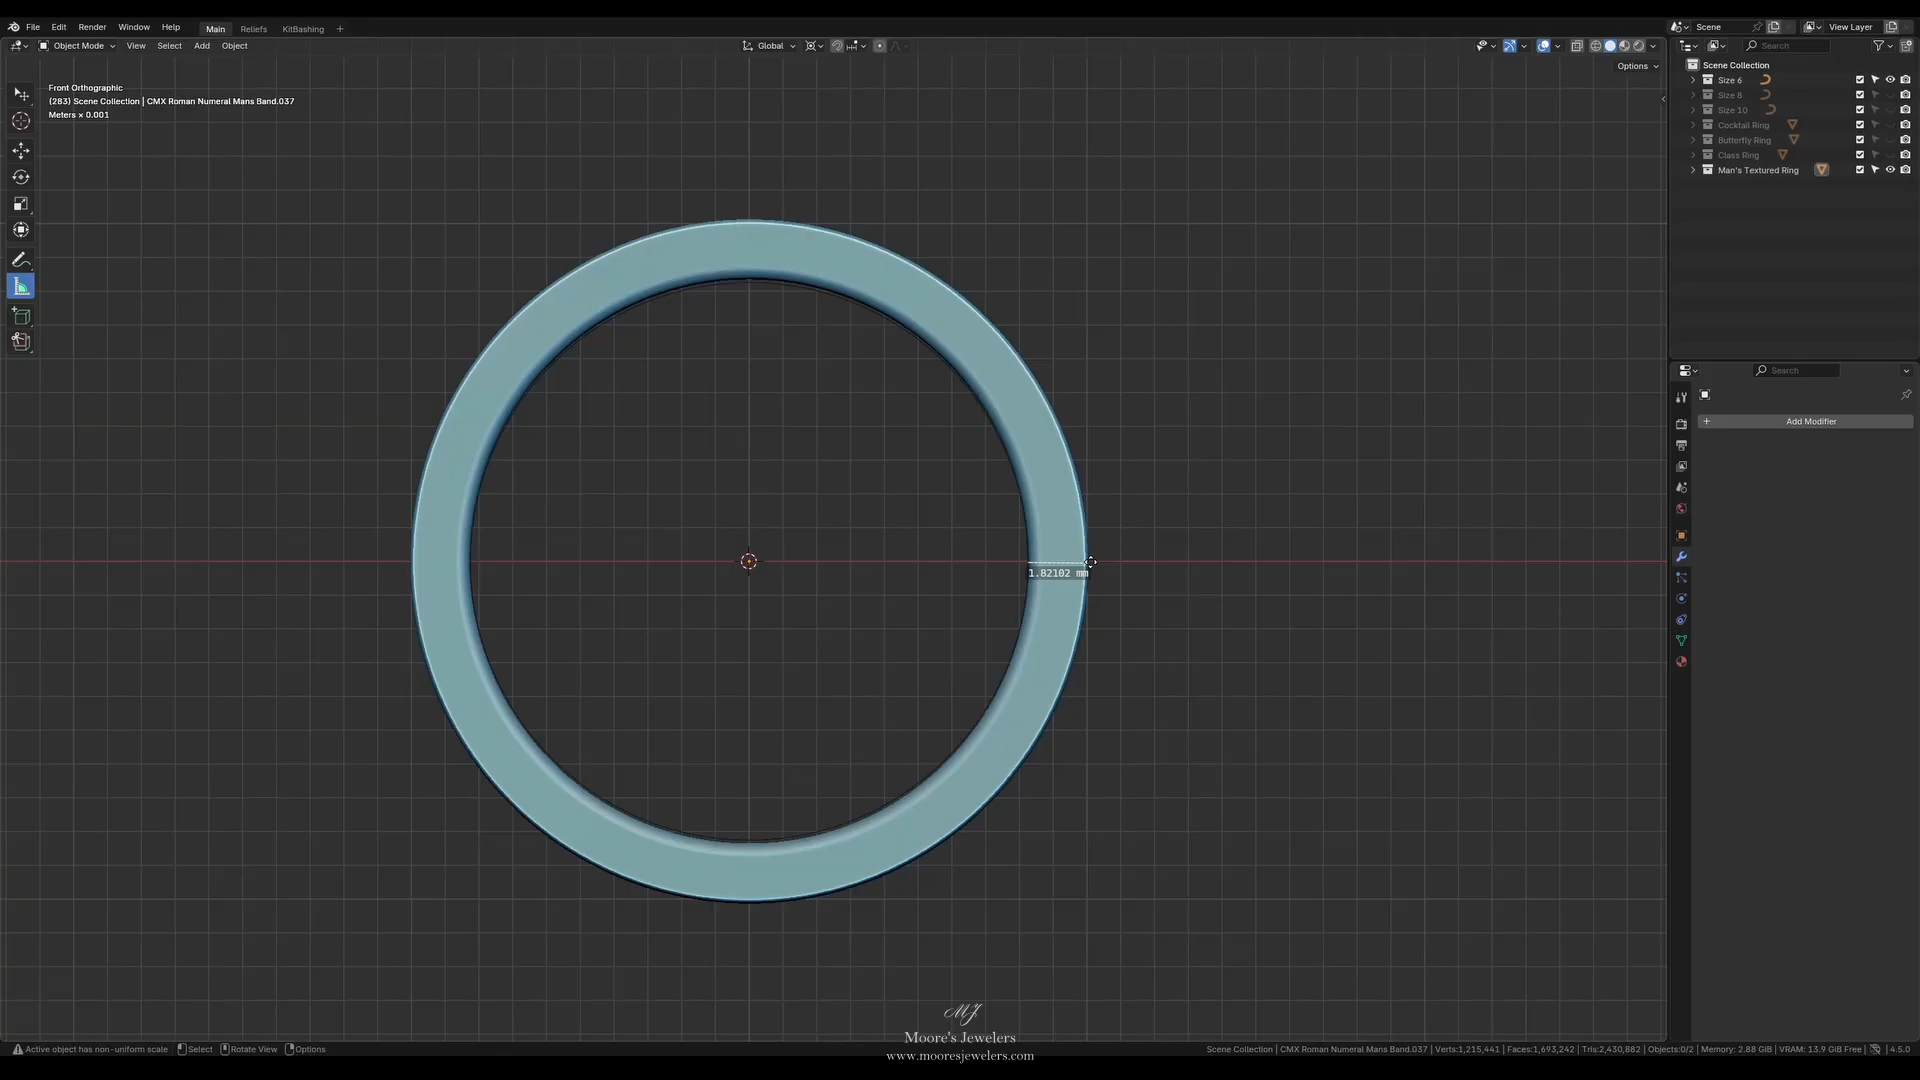 File Edit Render Window Help Main Reliefs KitBashing + Scene View Layer
Object Mode View Select Add Object Global Search
Options
Scene Collection
Front Orthographic
(283) Scene Collection | CMX Roman Numeral Mans Band.037
Meters × 0.001
Size 6
Size 8
Size 10
Cocktail Ring
Butterfly Ring
Class Ring
Man's Textured Ring
Search
+ Add Modifier
1.82102 mm
MJ
Moore's Jewelers
www.mooresjewelers.com
Active object has non-uniform scale Select Rotate View Options
Scene Collection | CMX Roman Numeral Mans Band.037 | Verts:1,215,441 | Faces:1,693,242 | Tris:2,430,882 | Objects:0/2 | Memory: 2.88 GiB | VRAM: 13.9 GiB Free | 4.5.0